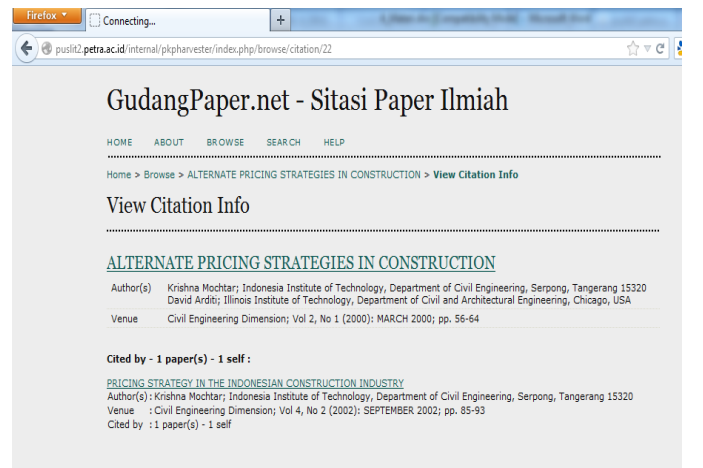 Firefox
Connecting...
puslit2.petra.ac.id/internal/pkpharvester/index.php/browse/citation/22
GudangPaper.net - Sitasi Paper Ilmiah
HOME ABOUT BROWSE SEARCH HELP
Home > Browse > ALTERNATE PRICING STRATEGIES IN CONSTRUCTION > View Citation Info
View Citation Info
ALTERNATE PRICING STRATEGIES IN CONSTRUCTION
Author(s) Krishna Mochtar; Indonesia Institute of Technology, Department of Civil Engineering, Serpong, Tangerang 15320
David Arditi; Illinois Institute of Technology, Department of Civil and Architectural Engineering, Chicago, USA
Venue Civil Engineering Dimension; Vol 2, No 1 (2000): MARCH 2000; pp. 56-64
Cited by - 1 paper(s) - 1 self :
PRICING STRATEGY IN THE INDONESIAN CONSTRUCTION INDUSTRY
Author(s) : Krishna Mochtar; Indonesia Institute of Technology, Department of Civil Engineering, Serpong, Tangerang 15320
Venue : Civil Engineering Dimension; Vol 4, No 2 (2002): SEPTEMBER 2002; pp. 85-93
Cited by : 1 paper(s) - 1 self